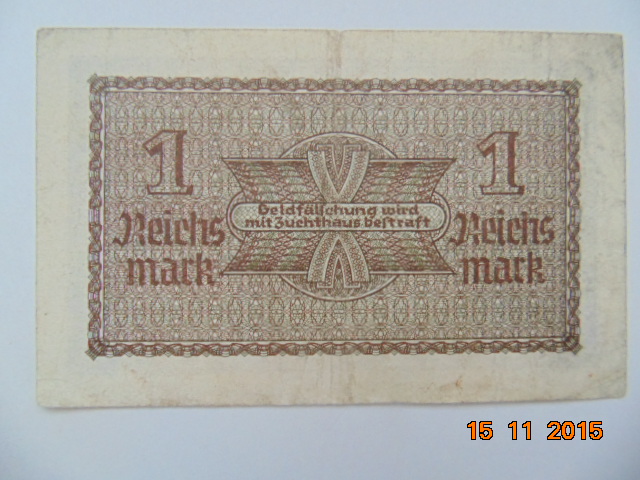 1
Reichs
mark
Geldfälschung wird
mit Zuchthaus bestraft
1
Reichs
mark
15 11 2015